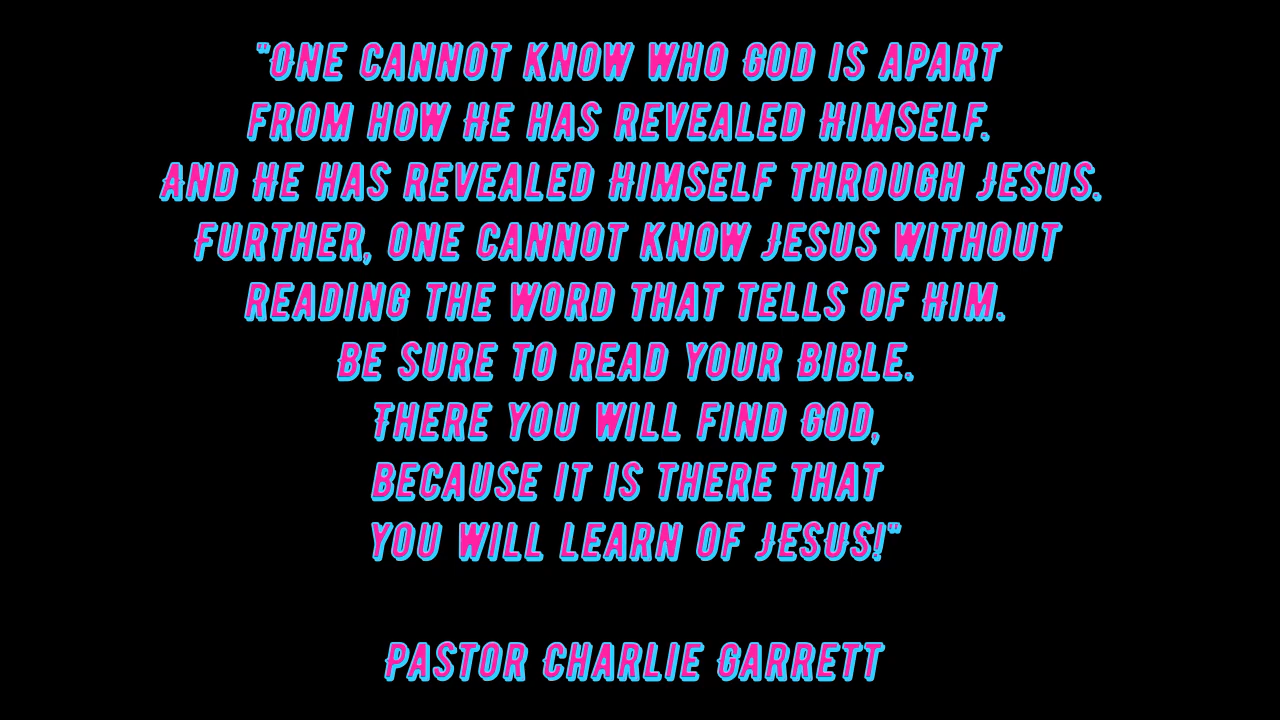 "One cannot know who God is apart
from how He has revealed Himself.
And He has revealed Himself through Jesus.
Further, one cannot know Jesus without
reading the word that tells of Him.
Be sure to read your Bible.
There you will find God,
because it is there that
you will learn of Jesus!"
Pastor Charlie Garrett